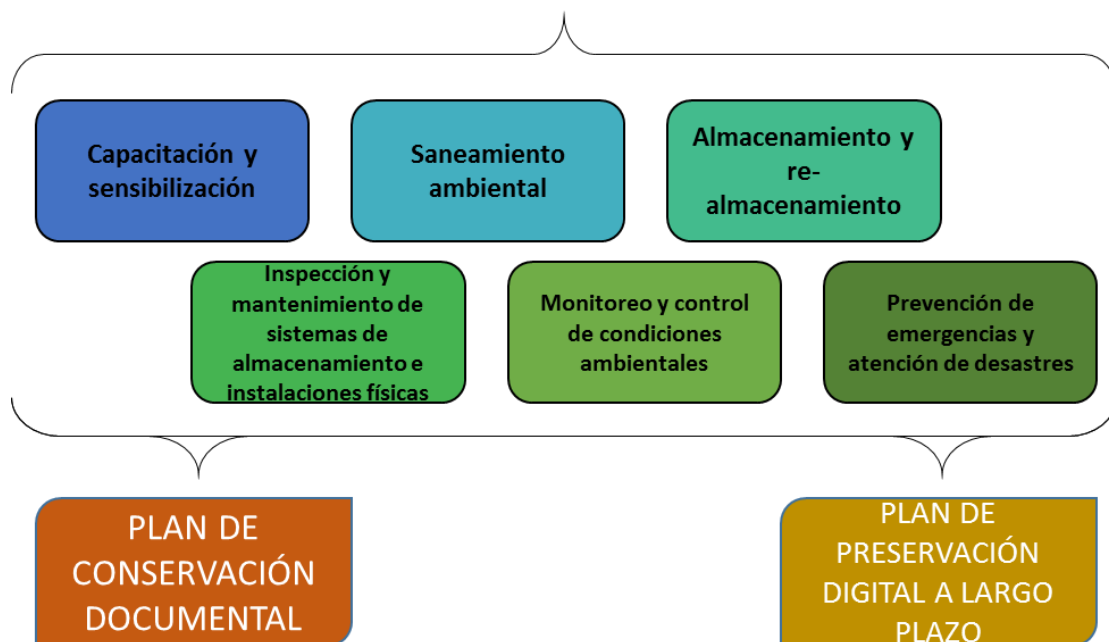 Capacitación y
sensibilización
Saneamiento
ambiental
Almacenamiento y
re-
almacenamiento
Inspección y
mantenimiento de
sistemas de
almacenamiento e
instalaciones físicas
Monitoreo y control
de condiciones
ambientales
Prevención de
emergencias y
atención de desastres
PLAN DE
CONSERVACIÓN
DOCUMENTAL
PLAN DE
PRESERVACIÓN
DIGITAL A LARGO
PLAZO